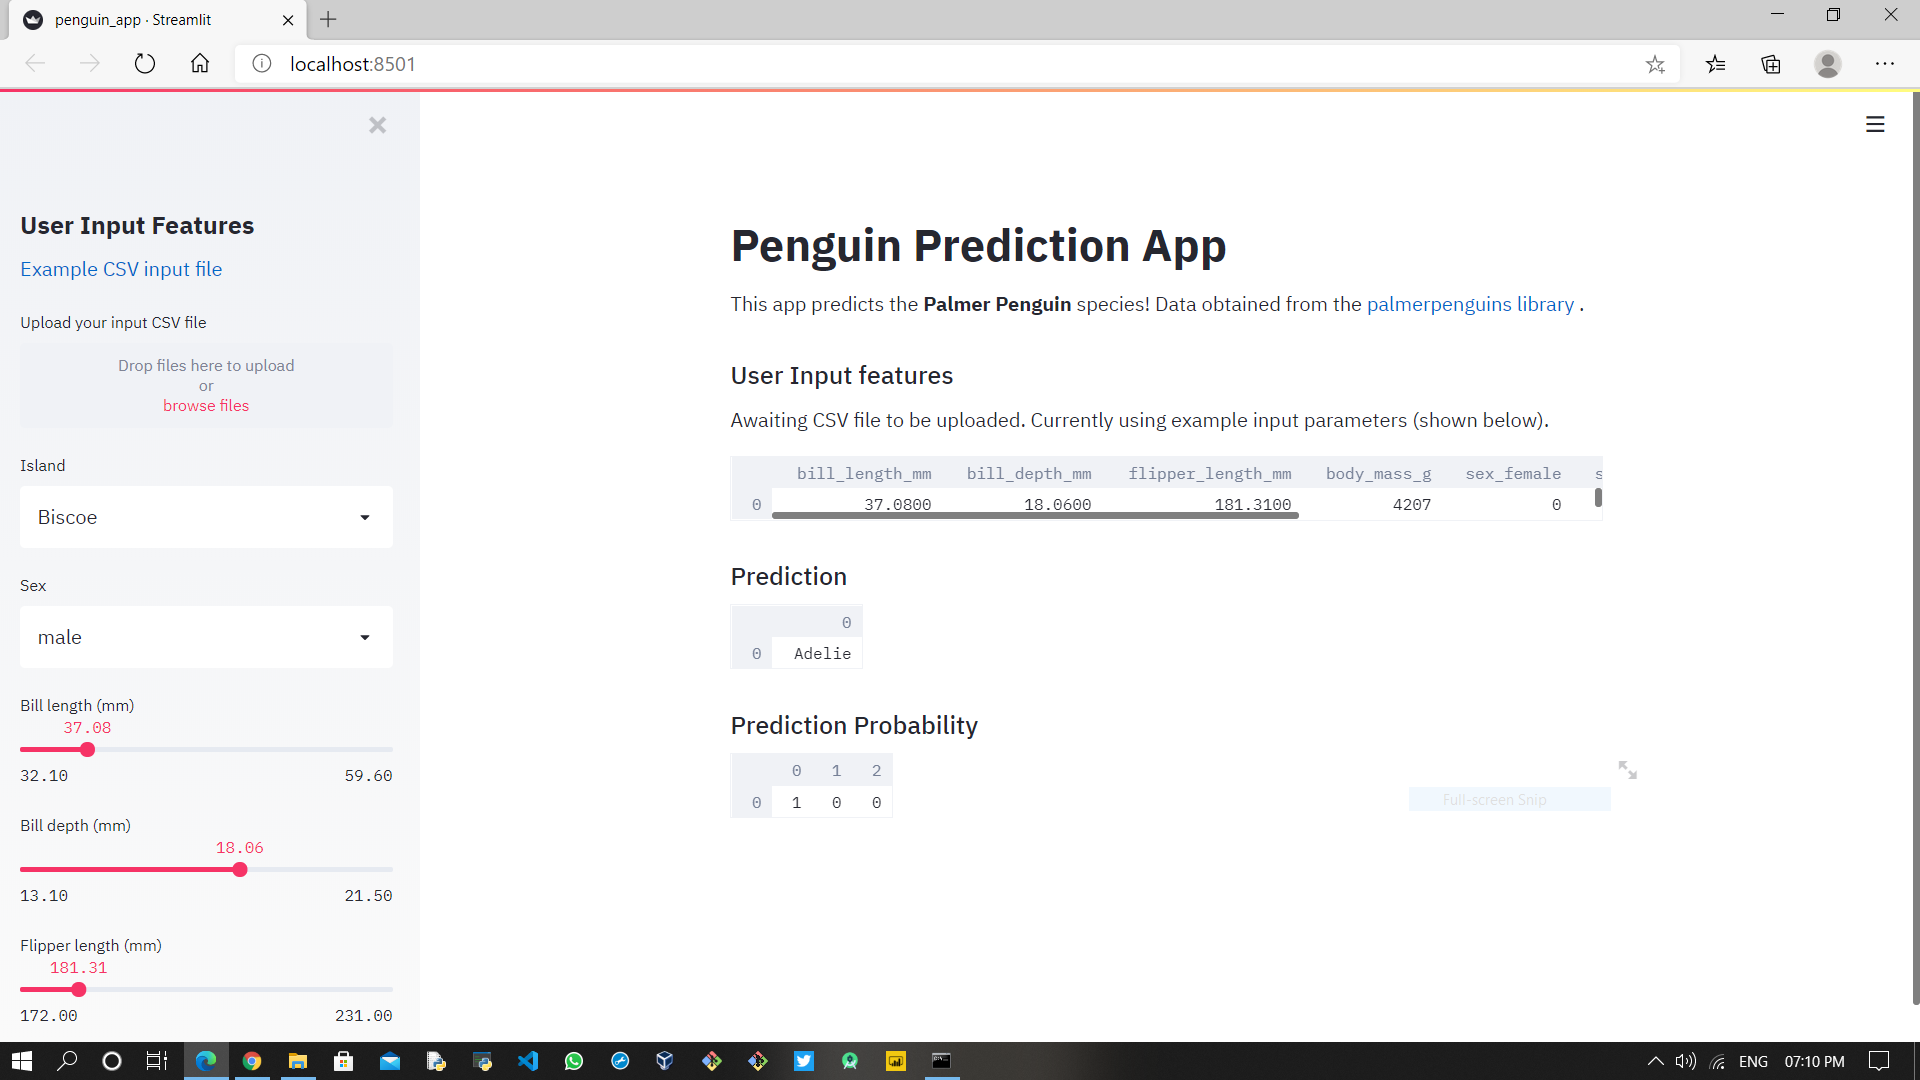 penguin_app · Streamlit
localhost:8501
User Input Features
Example CSV input file
Upload your input CSV file
Drop files here to upload
or
browse files
Island
Biscoe
Sex
male
Bill length (mm)
37.08
32.10 59.60
Bill depth (mm)
18.06
13.10 21.50
Flipper length (mm)
181.31
172.00 231.00
Penguin Prediction App
This app predicts the Palmer Penguin species! Data obtained from the palmerpenguins library .
User Input features
Awaiting CSV file to be uploaded. Currently using example input parameters (shown below).
bill_length_mm bill_depth_mm flipper_length_mm body_mass_g sex_female s
0 37.0800 18.0600 181.3100 4207 0
Prediction
0
0 Adelie
Prediction Probability
0 1 2
0 1 0 0
Full-screen Snip
ENG 07:10 PM